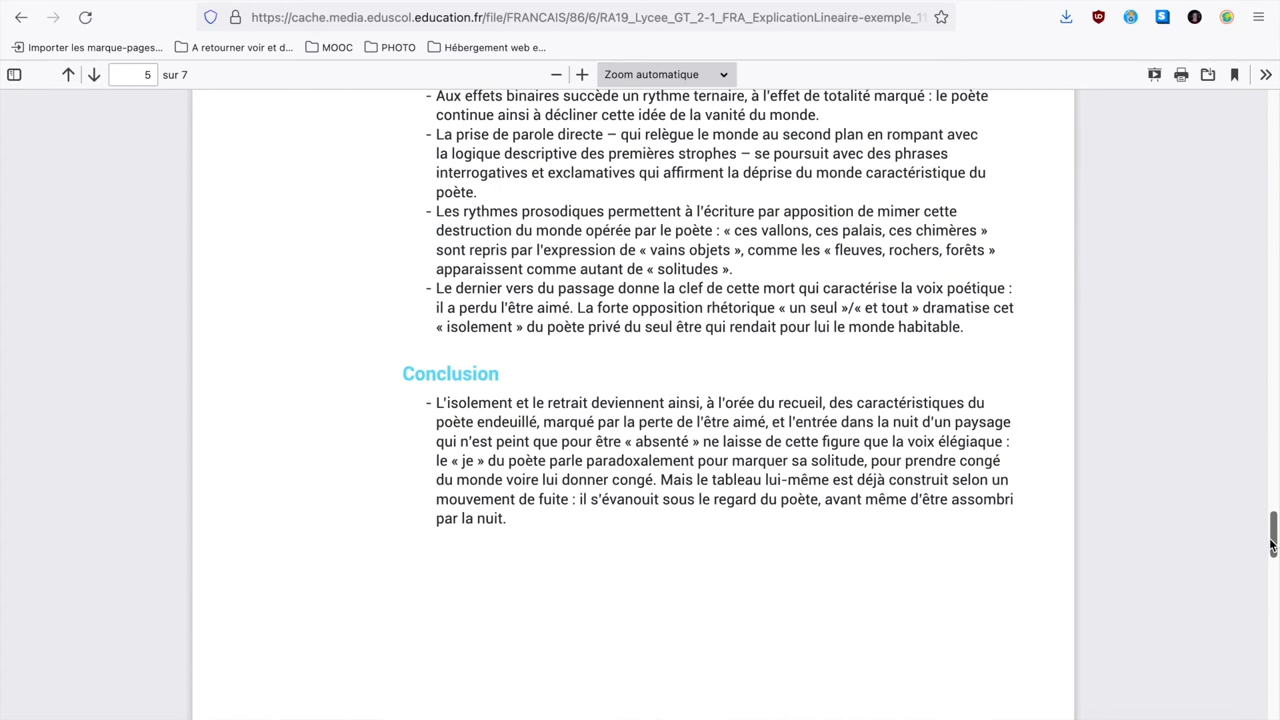 https://cache.media.eduscol.education.fr/file/FRANCAIS/86/6/RA19_Lycee_GT_2-1_FRA_ExplicationLineaire-exemple_11
Importer les marque-pages... A retourner voir et d... MOOC PHOTO Hébergement web e...
5 sur 7 Zoom automatique
- Aux effets binaires succède un rythme ternaire, à l'effet de totalité marqué : le poète
continue ainsi à décliner cette idée de la vanité du monde.
- La prise de parole directe – qui relègue le monde au second plan en rompant avec
la logique descriptive des premières strophes – se poursuit avec des phrases
interrogatives et exclamatives qui affirment la déprise du monde caractéristique du
poète.
- Les rythmes prosodiques permettent à l'écriture par apposition de mimer cette
destruction du monde opérée par le poète : « ces vallons, ces palais, ces chimères »
sont repris par l'expression de « vains objets », comme les « fleuves, rochers, forêts »
apparaissent comme autant de « solitudes ».
- Le dernier vers du passage donne la clef de cette mort qui caractérise la voix poétique :
il a perdu l'être aimé. La forte opposition rhétorique « un seul »/« et tout » dramatise cet
« isolement » du poète privé du seul être qui rendait pour lui le monde habitable.
Conclusion
- L'isolement et le retrait deviennent ainsi, à l'orée du recueil, des caractéristiques du
poète endeuillé, marqué par la perte de l'être aimé, et l'entrée dans la nuit d'un paysage
qui n'est peint que pour être « absenté » ne laisse de cette figure que la voix élégiaque :
le « je » du poète parle paradoxalement pour marquer sa solitude, pour prendre congé
du monde voire lui donner congé. Mais le tableau lui-même est déjà construit selon un
mouvement de fuite : il s'évanouit sous le regard du poète, avant même d'être assombri
par la nuit.